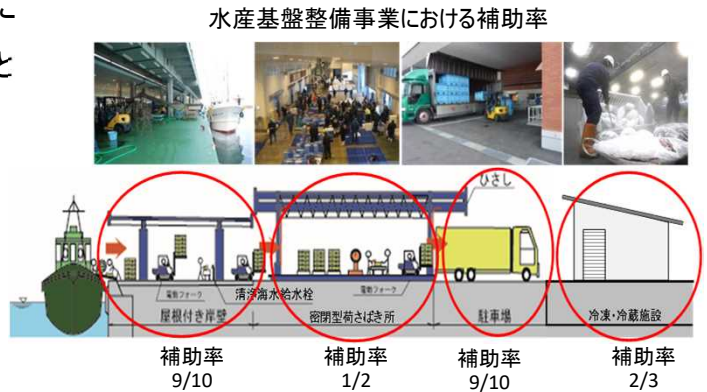 と
水産基盤整備事業における補助率
ひさし
電動フォーク
清浄海水給水栓
電動フォーク
屋根付き岸壁
密閉型荷さばき所
駐車場
冷凍・冷蔵施設
補助率
9/10
補助率
1/2
補助率
9/10
補助率
2/3